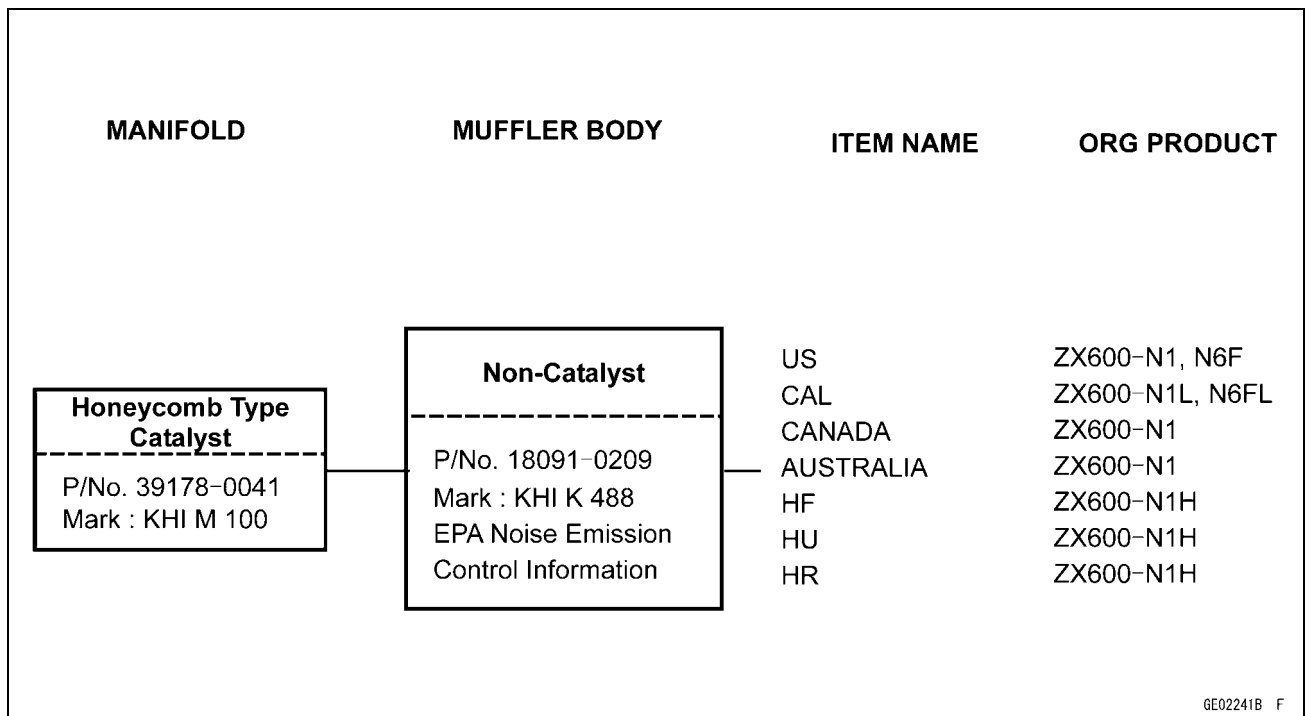 MANIFOLD
MUFFLER BODY
ITEM NAME
ORG PRODUCT
Honeycomb Type
Catalyst
P/No. 39178-0041
Mark : KHI M 100
Non-Catalyst
P/No. 18091-0209
Mark : KHI K 488
EPA Noise Emission
Control Information
US ZX600-N1, N6F
CAL ZX600-N1L, N6FL
CANADA ZX600-N1
AUSTRALIA ZX600-N1
HF ZX600-N1H
HU ZX600-N1H
HR ZX600-N1H
GE02241B F